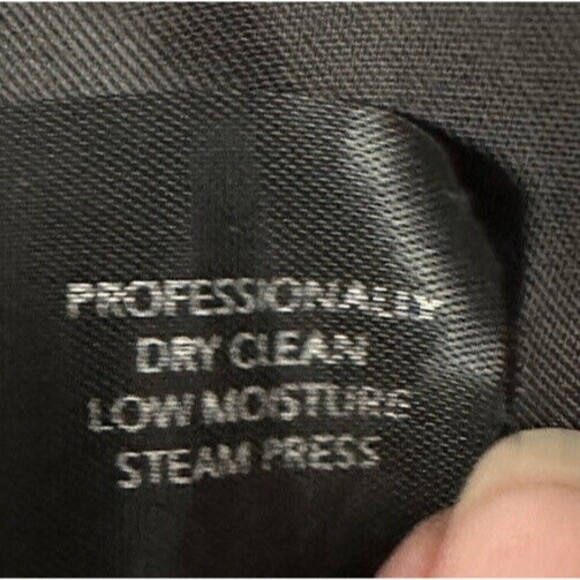 PROFESSIONALLY
DRY CLEAN
LOW MOISTURE
STEAM PRESS